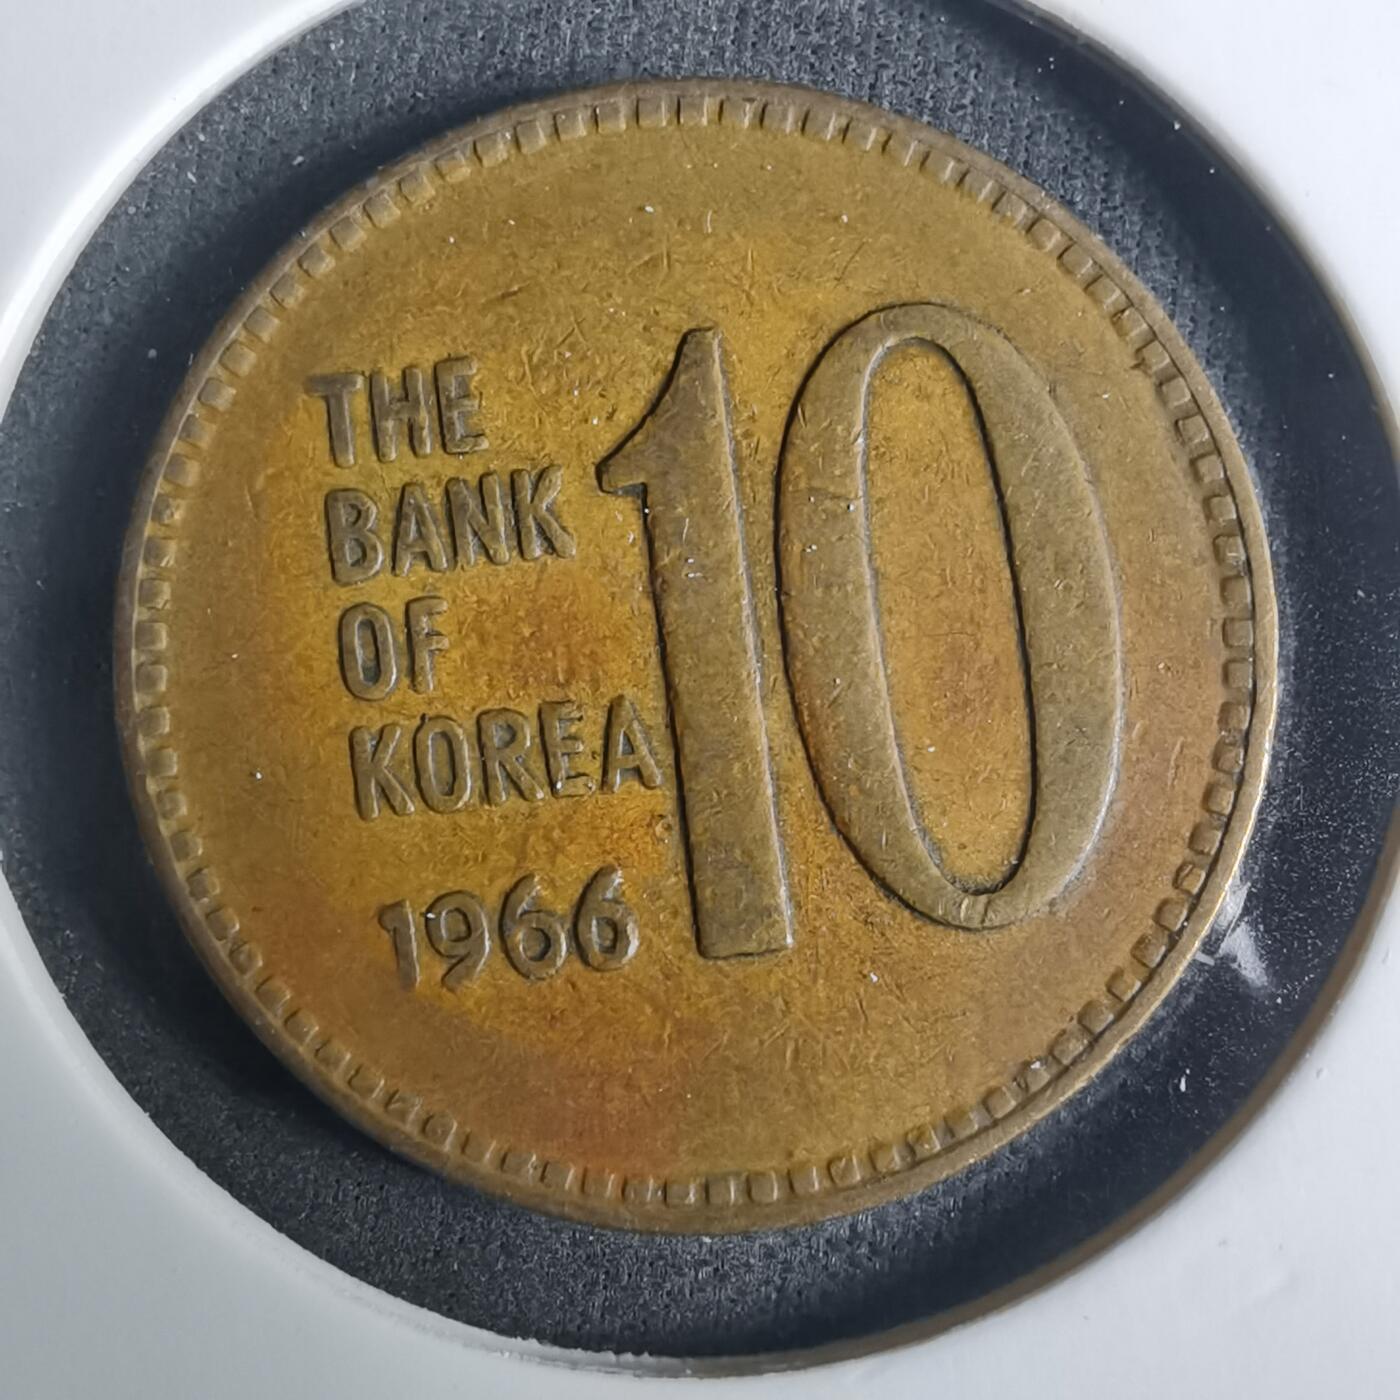 THE
BANK
OF
KOREA
1966
10